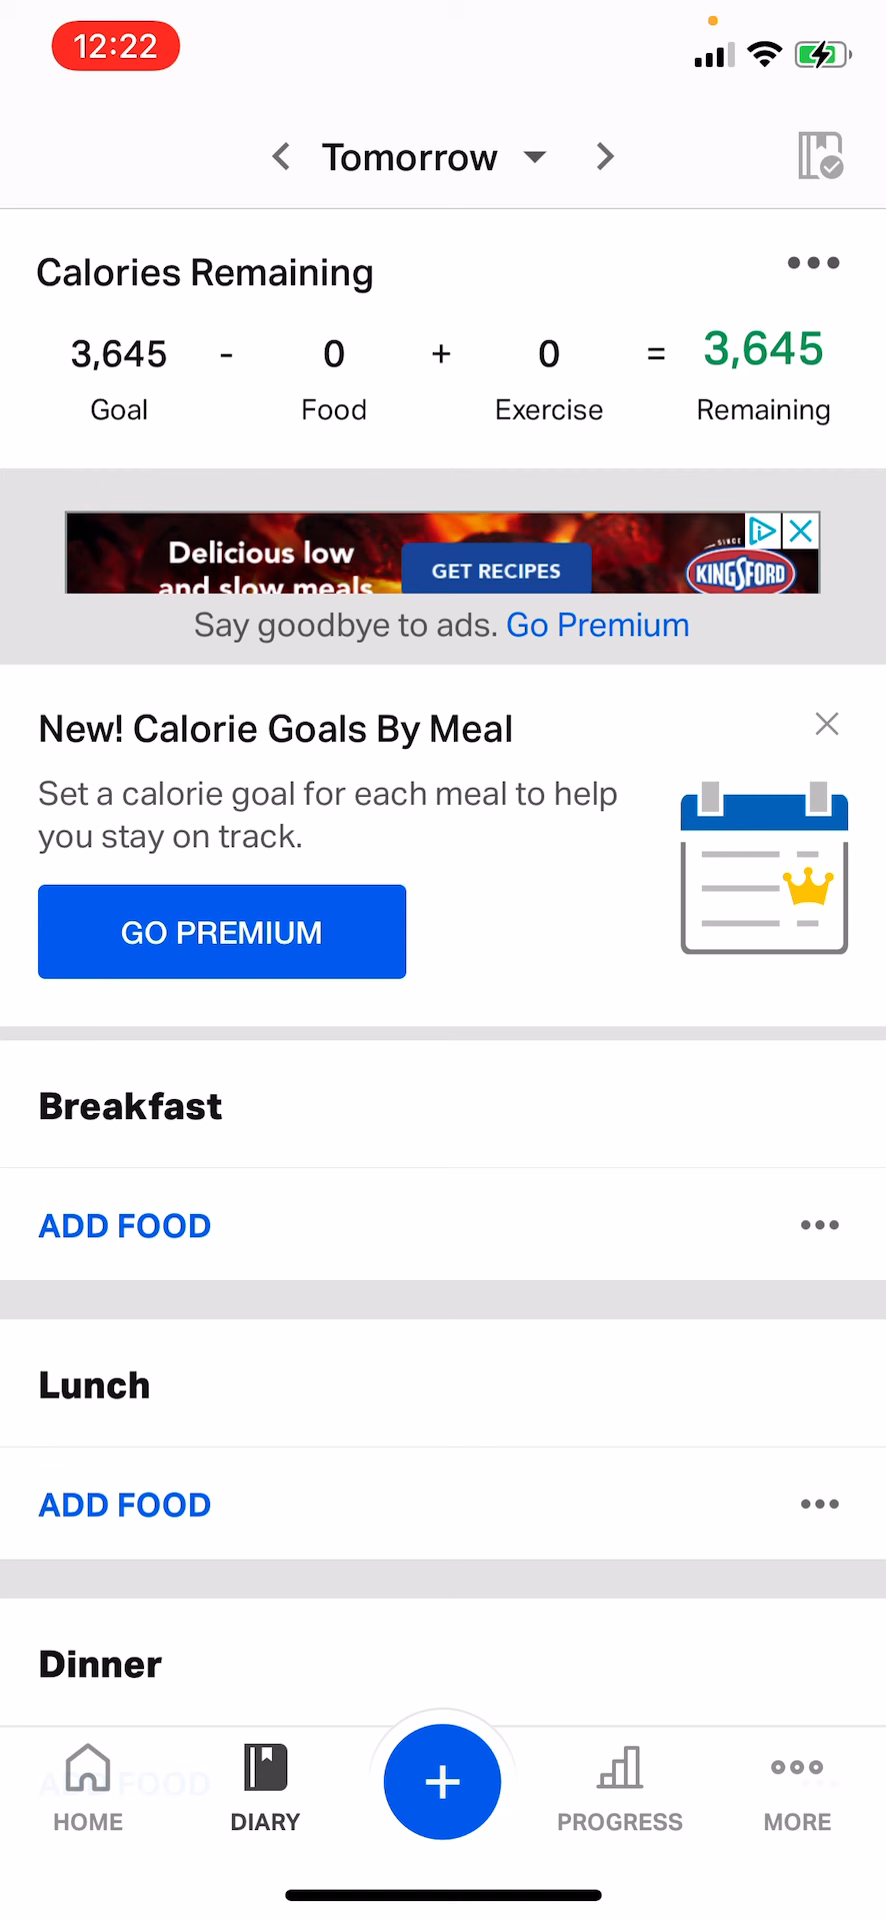 12:22
Tomorrow
Calories Remaining
3,645 - 0 + 0 = 3,645
Goal Food Exercise Remaining
Delicious low
and slow meals
GET RECIPES
SINCE
KINGSFORD
Say goodbye to ads. Go Premium
New! Calorie Goals By Meal
Set a calorie goal for each meal to help
you stay on track.
GO PREMIUM
Breakfast
ADD FOOD
Lunch
ADD FOOD
Dinner
ADD FOOD
HOME DIARY + PROGRESS MORE